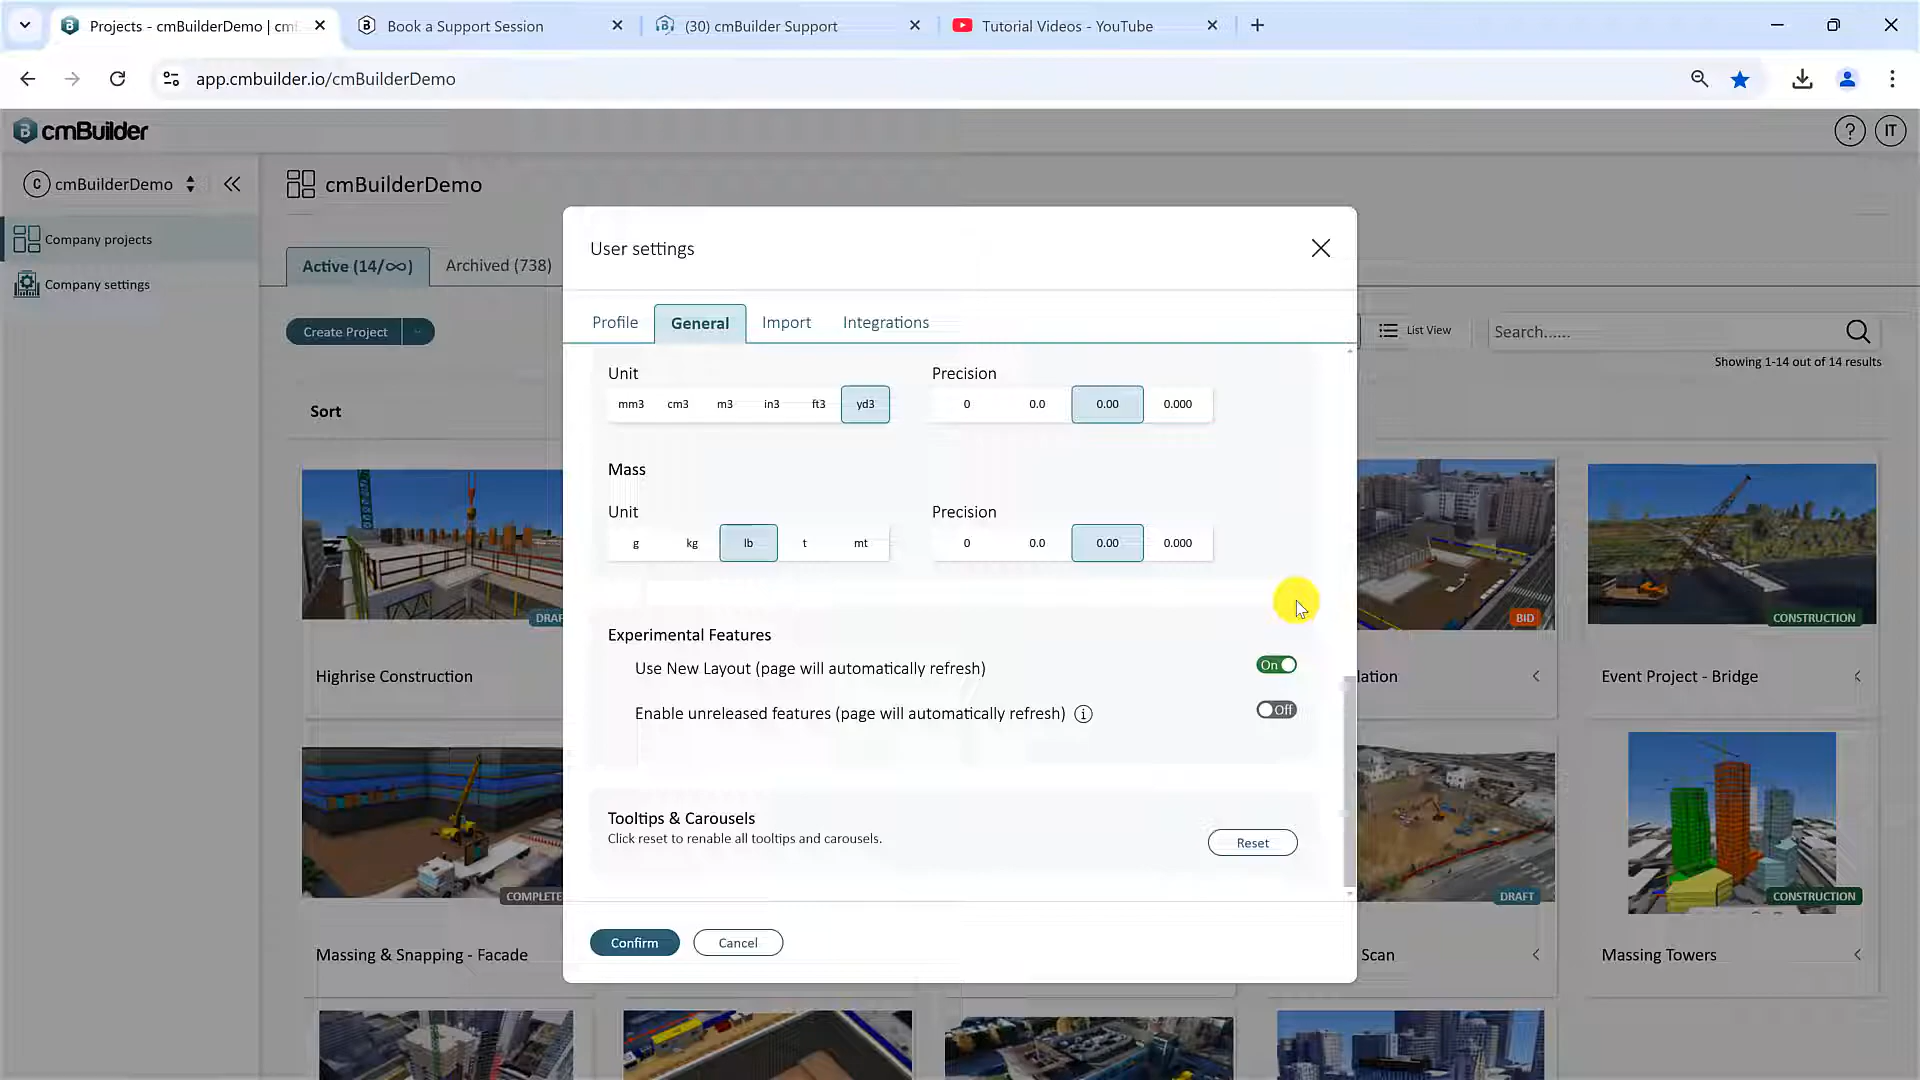 Projects - cmBuilderDemo | cm
Book a Support Session
(30) cmBuilder Support
Tutorial Videos - YouTube
app.cmbuilder.io/cmBuilderDemo
cmBuilder
? IT
C cmBuilderDemo
cmBuilderDemo
Company projects
Company settings
Active (14/∞)
Archived (738)
Create Project
List View
Search......
Showing 1-14 out of 14 results
Sort
User settings
Profile
General
Import
Integrations
Unit
Precision
mm3 cm3 m3 in3 ft3 yd3
0 0.0 0.00 0.000
Mass
Unit
Precision
g kg lb t mt
0 0.0 0.00 0.000
Experimental Features
Use New Layout (page will automatically refresh)
On
Enable unreleased features (page will automatically refresh)
Off
Tooltips & Carousels
Click reset to renable all tooltips and carousels.
Reset
Confirm
Cancel
DRAF
BID
CONSTRUCTION
Highrise Construction
lation
Event Project - Bridge
COMPLETE
DRAFT
CONSTRUCTION
Massing & Snapping - Facade
Scan
Massing Towers